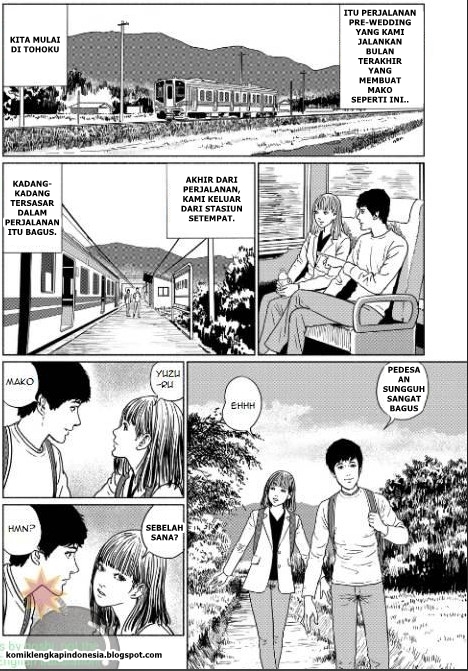 ITU PERJALANAN
PRE-WEDDING
YANG KAMI
JALANKAN
BULAN
TERAKHIR
YANG
MEMBUAT
MAKO
SEPERTI INI..
KITA MULAI
DI TOHOKU
AKHIR DARI
PERJALANAN,
KAMI KELUAR
DARI STASIUN
SETEMPAT.
KADANG-
KADANG
TERSASAR
DALAM
PERJALANAN
ITU BAGUS.
MAKO
YUZU
-RU
HMN?
SEBELAH
SANA?
EHHH
PEDESA
AN
SUNGGUH
SANGAT
BAGUS
komiklengkapindonesia.blogspot.com